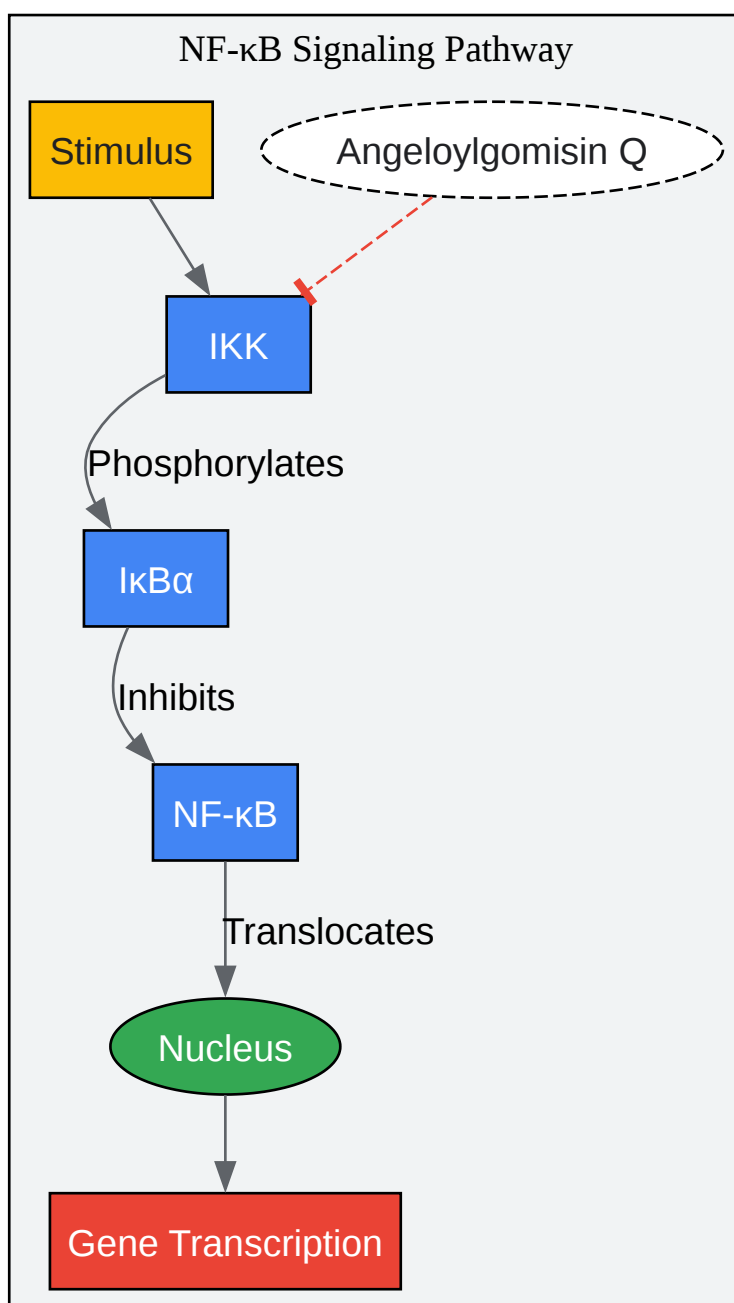 NF-κB Signaling Pathway
Stimulus
Angeloylgomisin Q
IKK
Phosphorylates
IκBα
Inhibits
NF-κB
Translocates
Nucleus
Gene Transcription